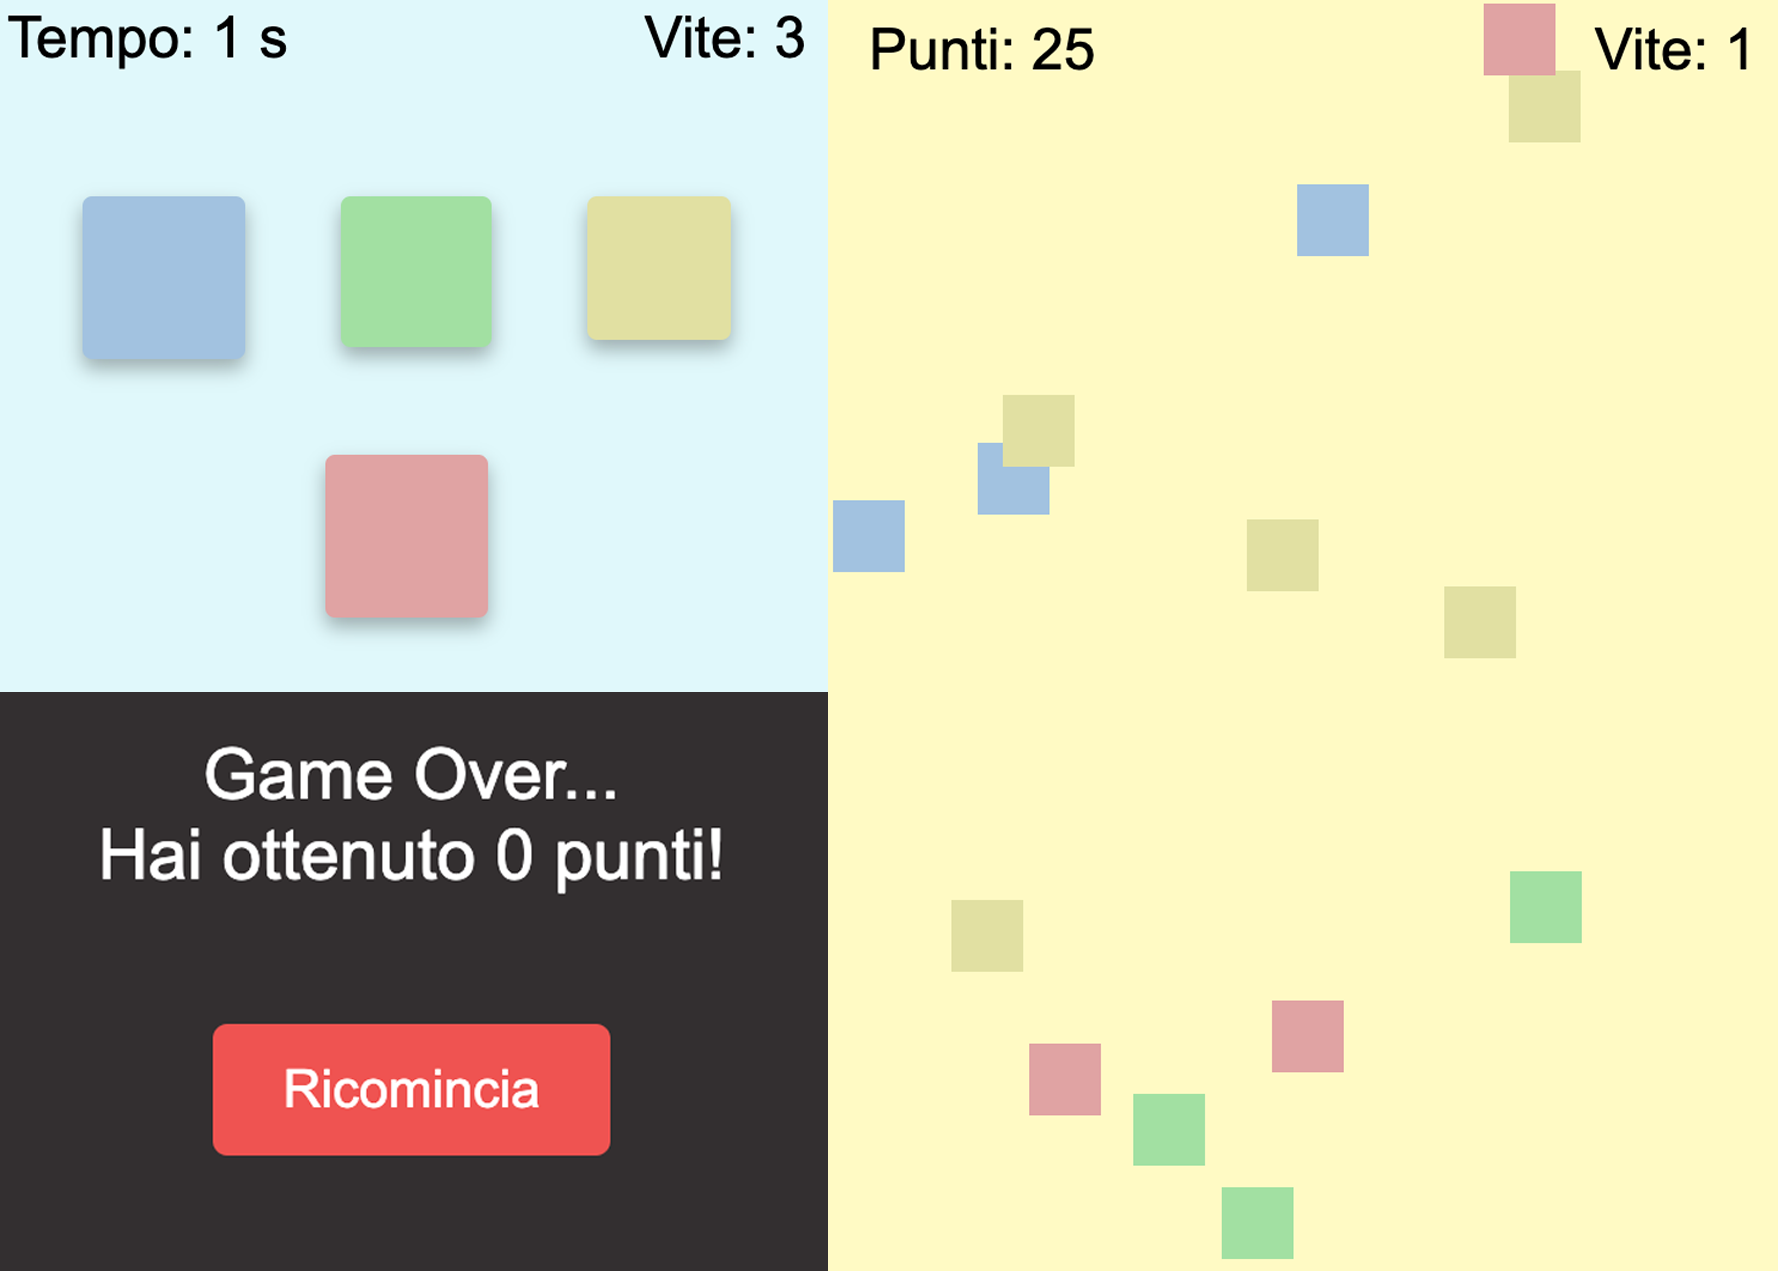 Tempo: 1 s
Vite: 3
Game Over...
Hai ottenuto 0 punti!
Ricomincia
Punti: 25
Vite: 1